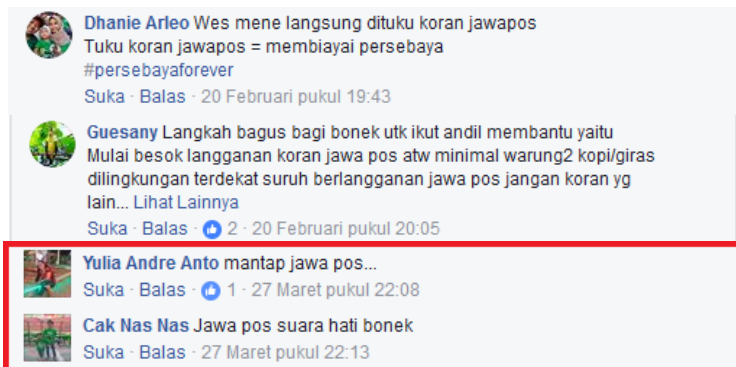 Dhanie Arleo Wes mene langsung dituku koran jawapos
Tuku koran jawapos = membiayai persebaya
#persebayaforever
Suka · Balas · 20 Februari pukul 19:43
Guesany Langkah bagus bagi bonek utk ikut andil membantu yaitu
Mulai besok langganan koran jawa pos atw minimal warung2 kopi/giras
dilingkungan terdekat suruh berlangganan jawa pos jangan koran yg
lain... Lihat Lainnya
Suka · Balas · 2 · 20 Februari pukul 20:05
Yulia Andre Anto mantap jawa pos...
Suka · Balas · 1 · 27 Maret pukul 22:08
Cak Nas Nas Jawa pos suara hati bonek
Suka · Balas · 27 Maret pukul 22:13